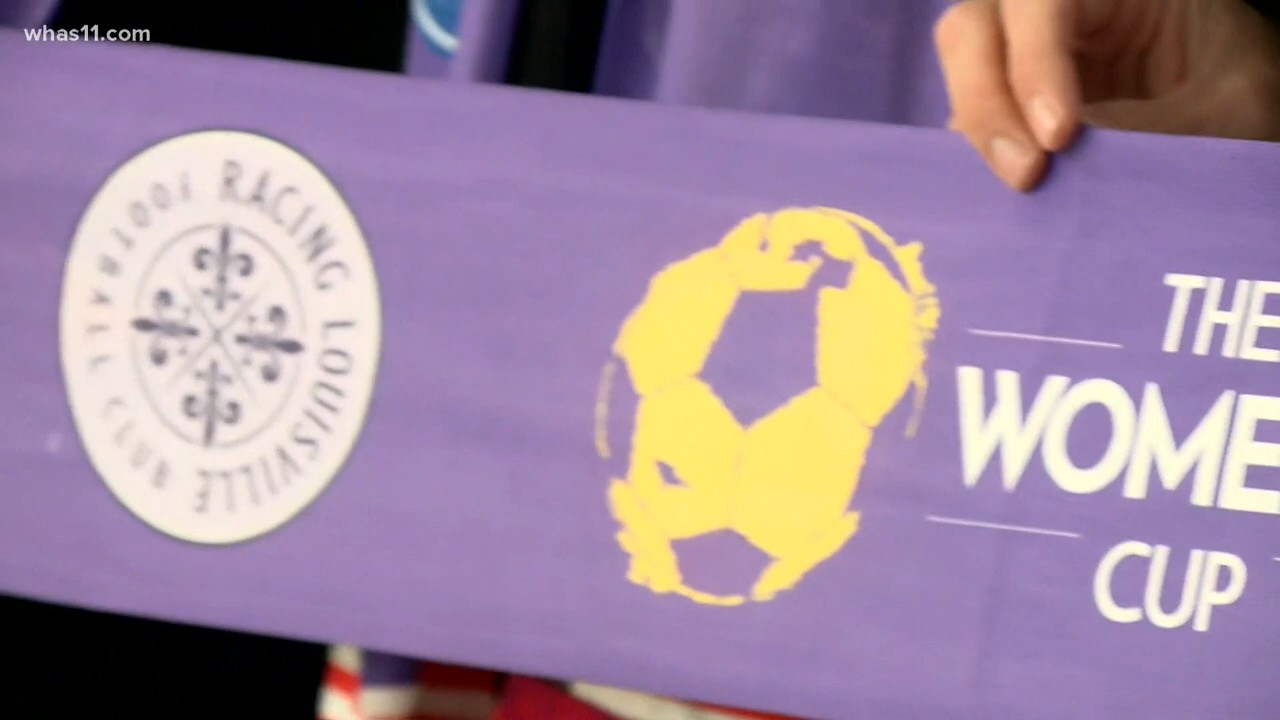 whas11.com
RACING LOUISVILLE
FOOTBALL CLUB
THE
WOME
CUP